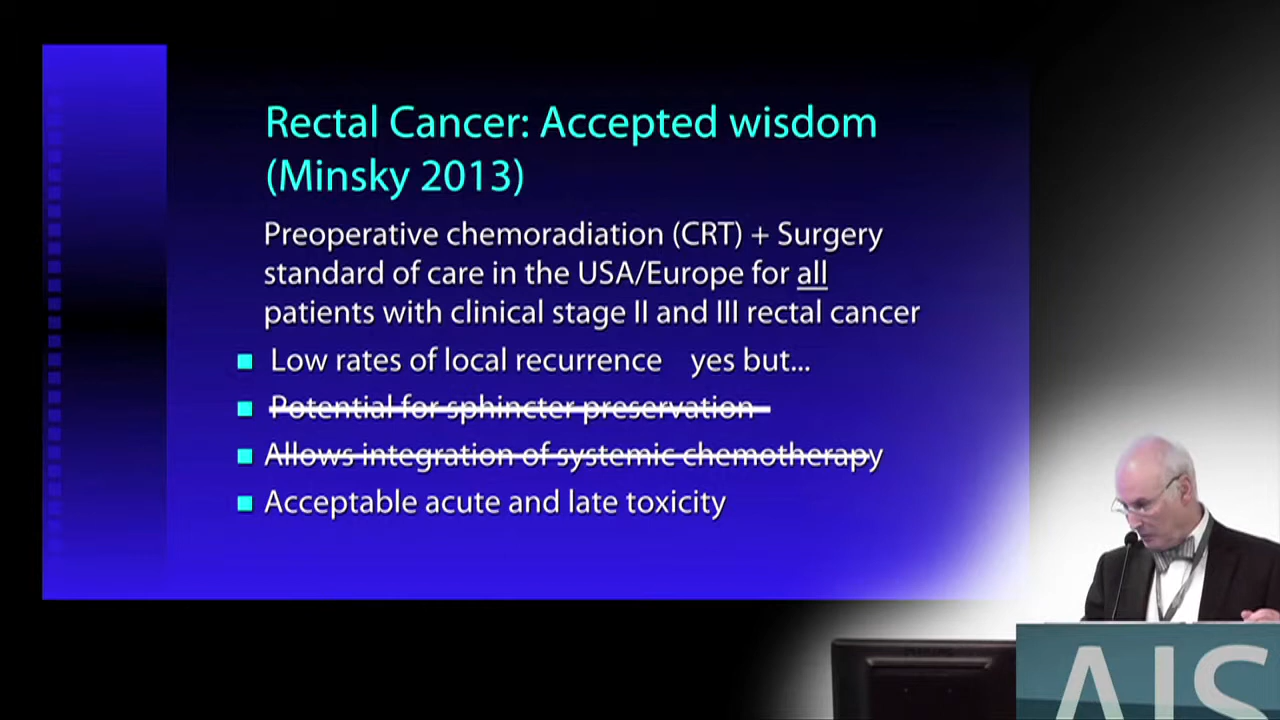 Rectal Cancer: Accepted wisdom
(Minsky 2013)
Preoperative chemoradiation (CRT) + Surgery
standard of care in the USA/Europe for all
patients with clinical stage II and III rectal cancer
Low rates of local recurrence yes but...
Potential for sphincter preservation
Allows integration of systemic chemotherapy
Acceptable acute and late toxicity
AIS